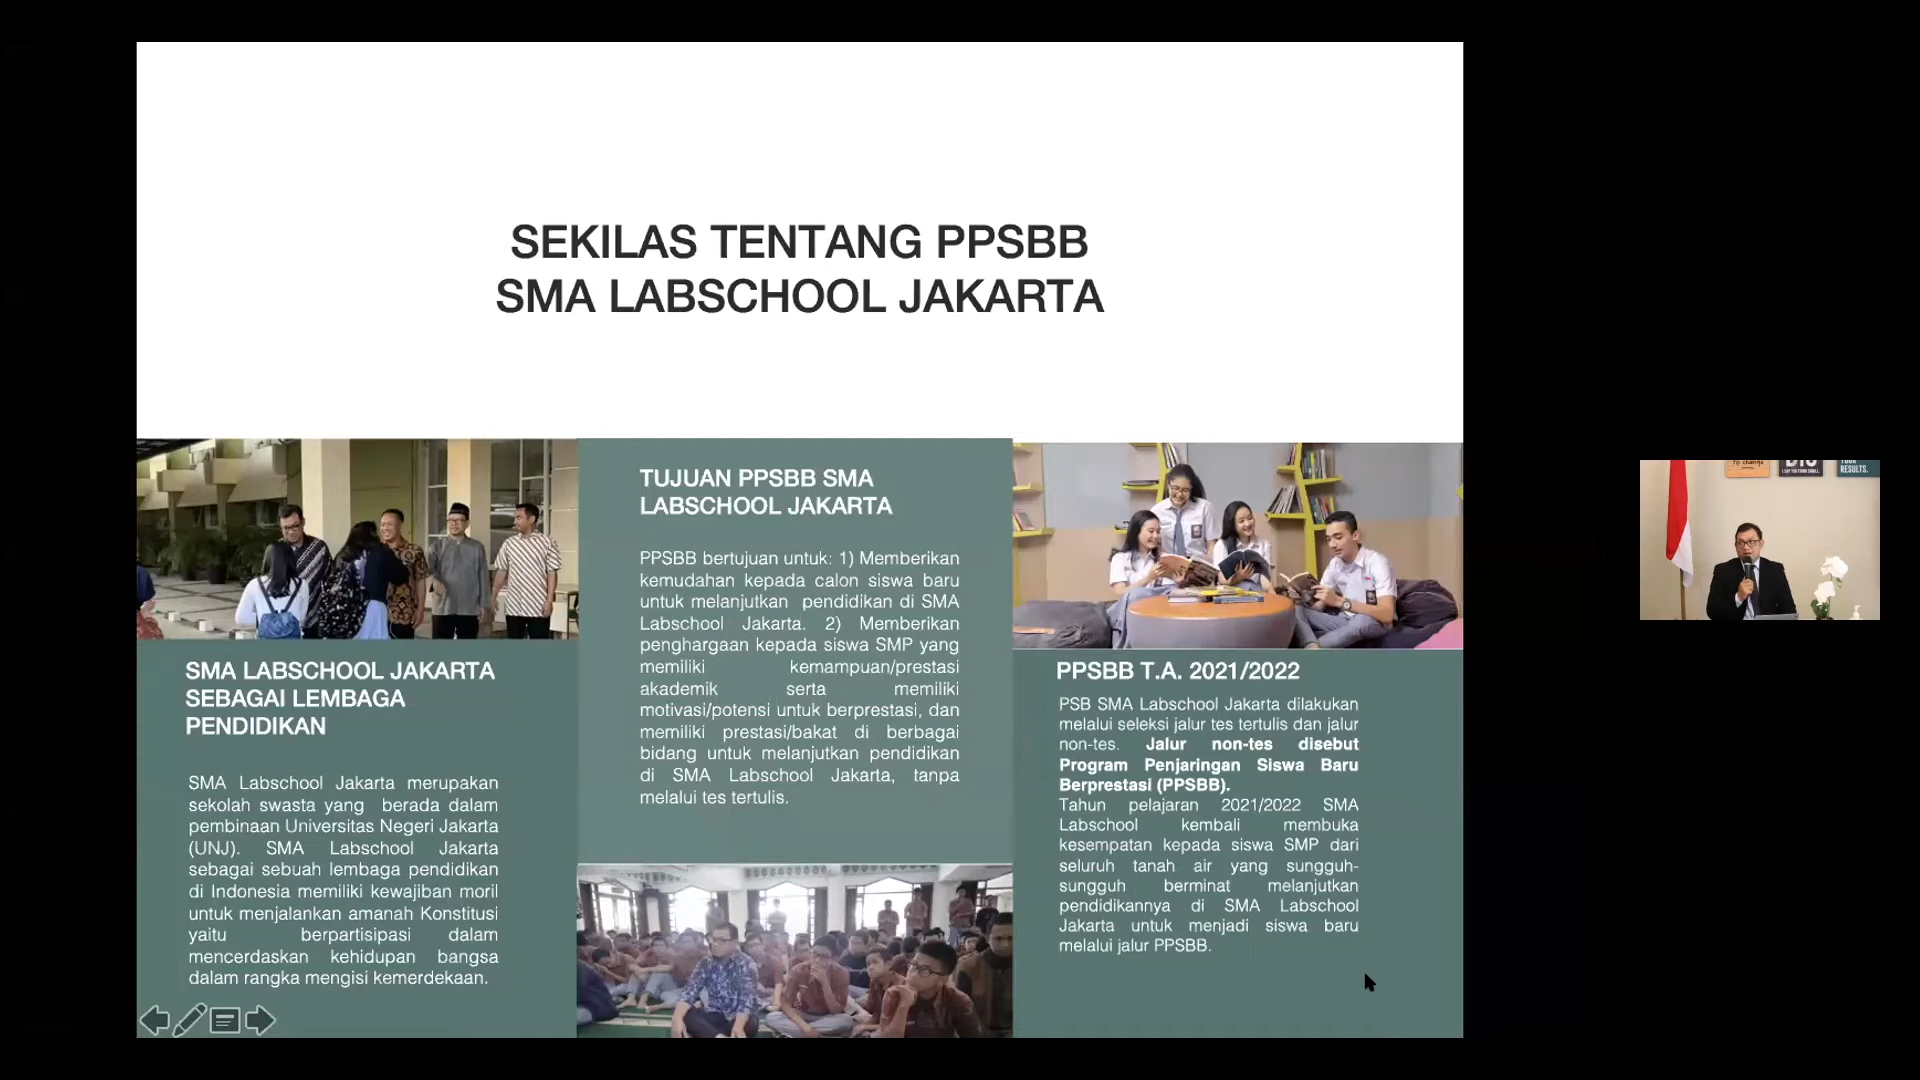 SEKILAS TENTANG PPSBB
SMA LABSCHOOL JAKARTA
SMA LABSCHOOL JAKARTA
SEBAGAI LEMBAGA
PENDIDIKAN
SMA Labschool Jakarta merupakan
sekolah swasta yang berada dalam
pembinaan Universitas Negeri Jakarta
(UNJ). SMA Labschool Jakarta
sebagai sebuah lembaga pendidikan
di Indonesia memiliki kewajiban moril
untuk menjalankan amanah Konstitusi
yaitu berpartisipasi dalam
mencerdaskan kehidupan bangsa
dalam rangka mengisi kemerdekaan.
TUJUAN PPSBB SMA
LABSCHOOL JAKARTA
PPSBB bertujuan untuk: 1) Memberikan
kemudahan kepada calon siswa baru
untuk melanjutkan pendidikan di SMA
Labschool Jakarta. 2) Memberikan
penghargaan kepada siswa SMP yang
memiliki kemampuan/prestasi
akademik serta memiliki
motivasi/potensi untuk berprestasi, dan
memiliki prestasi/bakat di berbagai
bidang untuk melanjutkan pendidikan
di SMA Labschool Jakarta, tanpa
melalui tes tertulis.
PPSBB T.A. 2021/2022
PSB SMA Labschool Jakarta dilakukan
melalui seleksi jalur tes tertulis dan jalur
non-tes. Jalur non-tes disebut
Program Penjaringan Siswa Baru
Berprestasi (PPSBB).
Tahun pelajaran 2021/2022 SMA
Labschool kembali membuka
kesempatan kepada siswa SMP dari
seluruh tanah air yang sungguh-
sungguh berminat melanjutkan
pendidikannya di SMA Labschool
Jakarta untuk menjadi siswa baru
melalui jalur PPSBB.
to change
RESULTS.